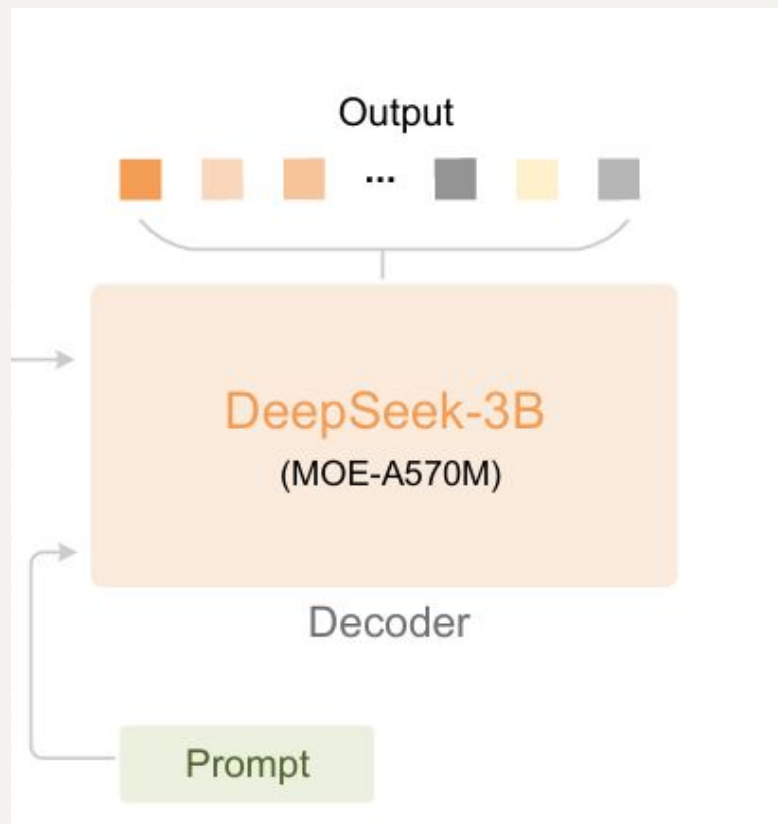 Output
...
DeepSeek-3B
(MOE-A570M)
Decoder
Prompt